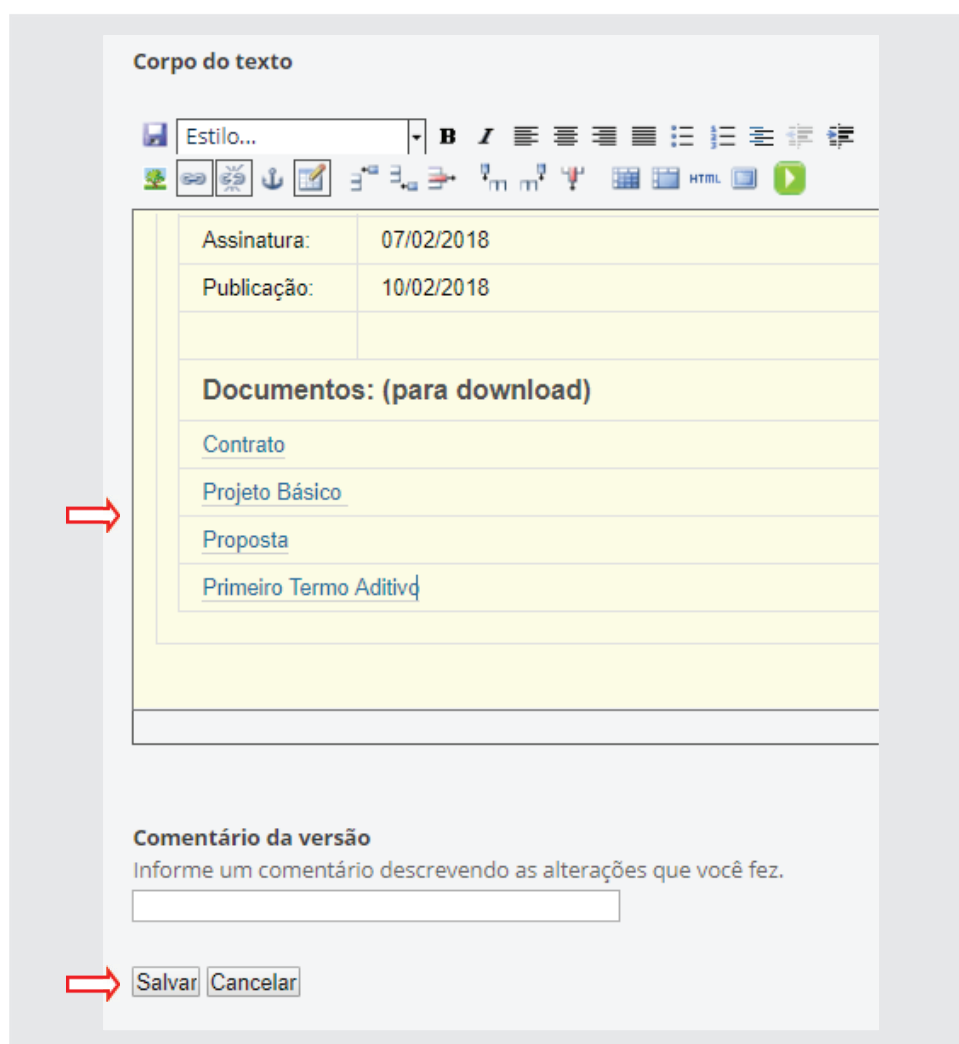 Corpo do texto
Estilo...
B I
HTML
Assinatura: 07/02/2018
Publicação: 10/02/2018
Documentos: (para download)
Contrato
Projeto Básico
Proposta
Primeiro Termo Aditivo
Comentário da versão
Informe um comentário descrevendo as alterações que você fez.
Salvar Cancelar